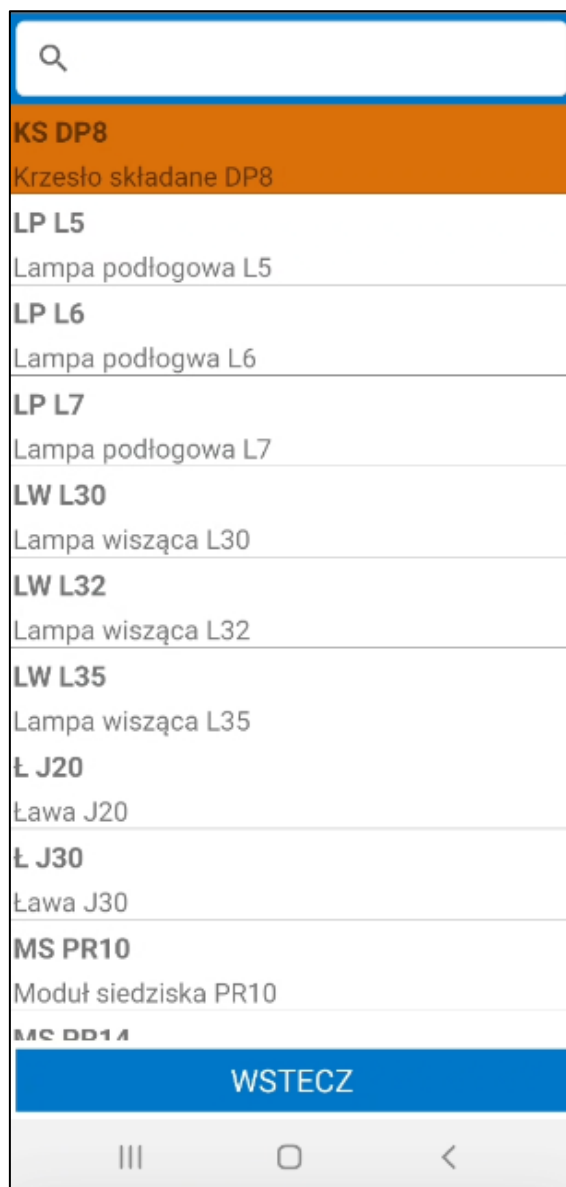 KS DP8
Krzesło składane DP8
LP L5
Lampa podłogowa L5
LP L6
Lampa podłogwa L6
LP L7
Lampa podłogowa L7
LW L30
Lampa wisząca L30
LW L32
Lampa wisząca L32
LW L35
Lampa wisząca L35
Ł J20
Ława J20
Ł J30
Ława J30
MS PR10
Moduł siedziska PR10
MS PR14
WSTECZ